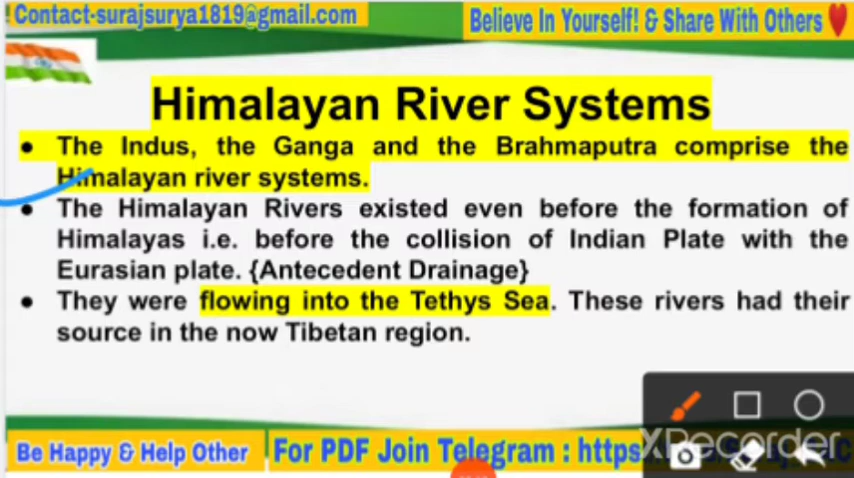 Contact-surajsurya1819@gmail.com
Believe In Yourself! & Share With Others
Himalayan River Systems
● The Indus, the Ganga and the Brahmaputra comprise the
Himalayan river systems.
● The Himalayan Rivers existed even before the formation of
Himalayas i.e. before the collision of Indian Plate with the
Eurasian plate. {Antecedent Drainage}
● They were flowing into the Tethys Sea. These rivers had their
source in the now Tibetan region.
XRecorder
Be Happy & Help Other
For PDF Join Telegram : https